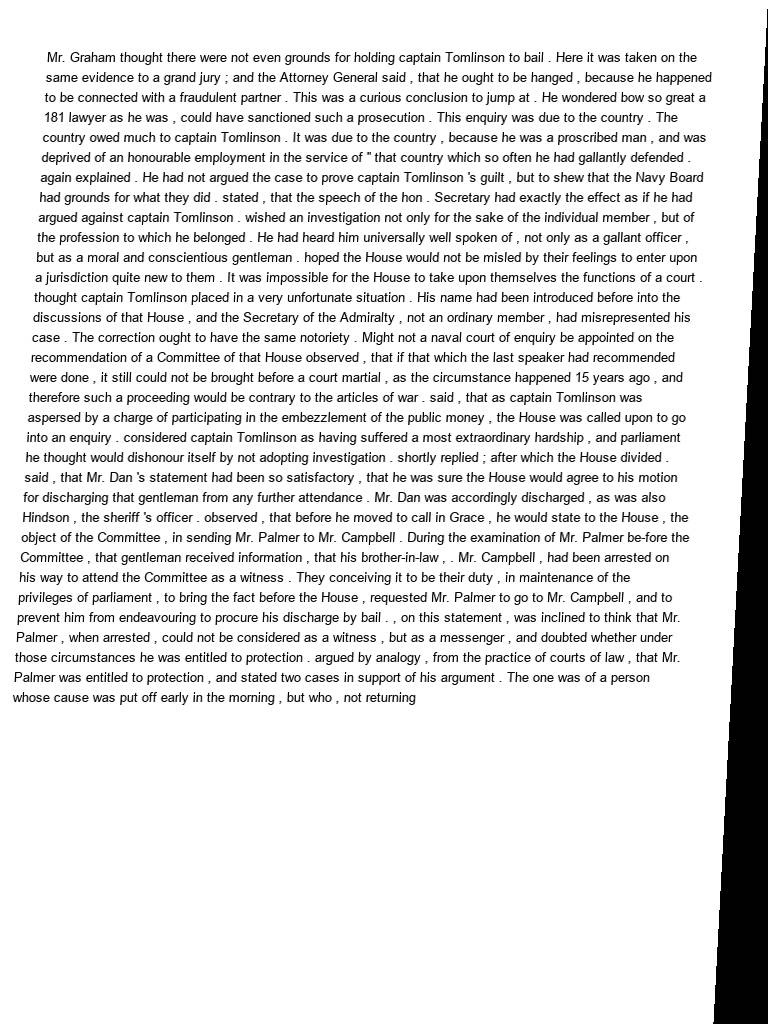 Mr. Graham thought there were not even grounds for holding captain Tomlinson to bail . Here it was taken on the
same evidence to a grand jury ; and the Attorney General said , that he ought to be hanged , because he happened
to be connected with a fraudulent partner . This was a curious conclusion to jump at . He wondered bow so great a
181 lawyer as he was , could have sanctioned such a prosecution . This enquiry was due to the country . The
country owed much to captain Tomlinson . It was due to the country , because he was a proscribed man , and was
deprived of an honourable employment in the service of " that country which so often he had gallantly defended .
again explained . He had not argued the case to prove captain Tomlinson 's guilt , but to shew that the Navy Board
had grounds for what they did . stated , that the speech of the hon . Secretary had exactly the effect as if he had
argued against captain Tomlinson . wished an investigation not only for the sake of the individual member , but of
the profession to which he belonged . He had heard him universally well spoken of , not only as a gallant officer ,
but as a moral and conscientious gentleman . hoped the House would not be misled by their feelings to enter upon
a jurisdiction quite new to them . It was impossible for the House to take upon themselves the functions of a court .
thought captain Tomlinson placed in a very unfortunate situation . His name had been introduced before into the
discussions of that House , and the Secretary of the Admiralty , not an ordinary member , had misrepresented his
case . The correction ought to have the same notoriety . Might not a naval court of enquiry be appointed on the
recommendation of a Committee of that House observed , that if that which the last speaker had recommended
were done , it still could not be brought before a court martial , as the circumstance happened 15 years ago , and
therefore such a proceeding would be contrary to the articles of war . said , that as captain Tomlinson was
aspersed by a charge of participating in the embezzlement of the public money , the House was called upon to go
into an enquiry . considered captain Tomlinson as having suffered a most extraordinary hardship , and parliament
he thought would dishonour itself by not adopting investigation . shortly replied ; after which the House divided .
said , that Mr. Dan 's statement had been so satisfactory , that he was sure the House would agree to his motion
for discharging that gentleman from any further attendance . Mr. Dan was accordingly discharged , as was also
Hindson , the sheriff 's officer . observed , that before he moved to call in Grace , he would state to the House , the
object of the Committee , in sending Mr. Palmer to Mr. Campbell . During the examination of Mr. Palmer be-fore the
Committee , that gentleman received information , that his brother-in-law , . Mr. Campbell , had been arrested on
his way to attend the Committee as a witness . They conceiving it to be their duty , in maintenance of the
privileges of parliament , to bring the fact before the House , requested Mr. Palmer to go to Mr. Campbell , and to
prevent him from endeavouring to procure his discharge by bail . , on this statement , was inclined to think that Mr.
Palmer , when arrested , could not be considered as a witness , but as a messenger , and doubted whether under
those circumstances he was entitled to protection . argued by analogy , from the practice of courts of law , that Mr.
Palmer was entitled to protection , and stated two cases in support of his argument . The one was of a person
whose cause was put off early in the morning , but who , not returning